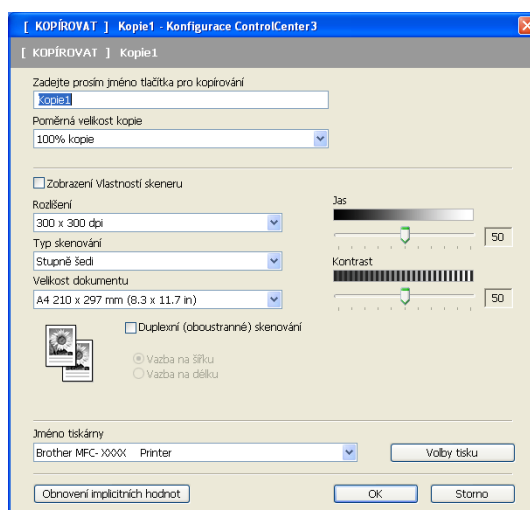 [ KOPÍROVAT ] Kopie1 - Konfigurace ControlCenter3
[ KOPÍROVAT ] Kopie1
Zadejte prosím jméno tlačítka pro kopírování
Kopie1
Poměrná velikost kopie
100% kopie
Zobrazení Vlastností skeneru
Rozlišení
300 x 300 dpi
Typ skenování
Stupně šedi
Velikost dokumentu
A4 210 x 297 mm (8.3 x 11.7 in)
Jas
50
Kontrast
50
Duplexní (oboustranné) skenování
Vazba na šířku
Vazba na délku
Jméno tiskárny
Brother MFC-XXXX Printer
Volby tisku
Obnovení implicitních hodnot
OK
Storno